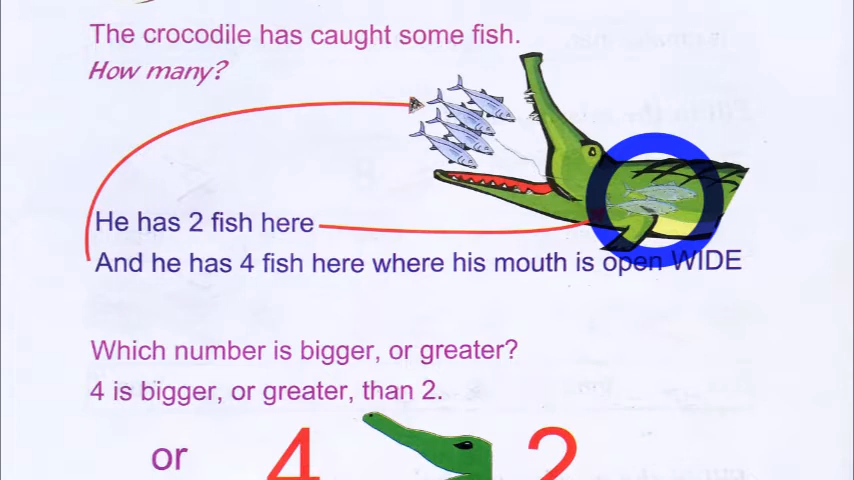 The crocodile has caught some fish.
How many?
He has 2 fish here
And he has 4 fish here where his mouth is open WIDE
Which number is bigger, or greater?
4 is bigger, or greater, than 2.
or 4 2